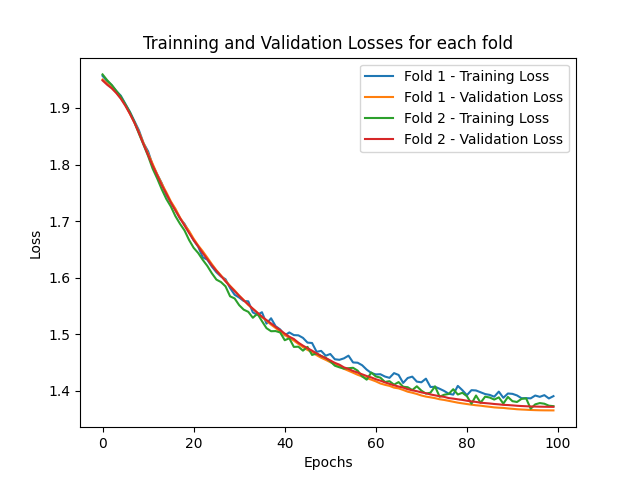 Trainning and Validation Losses for each fold
Fold 1 - Training Loss
Fold 1 - Validation Loss
Fold 2 - Training Loss
Fold 2 - Validation Loss
1.9
1.8
1.7
1.6
1.5
1.4
Loss
0 20 40 60 80 100
Epochs